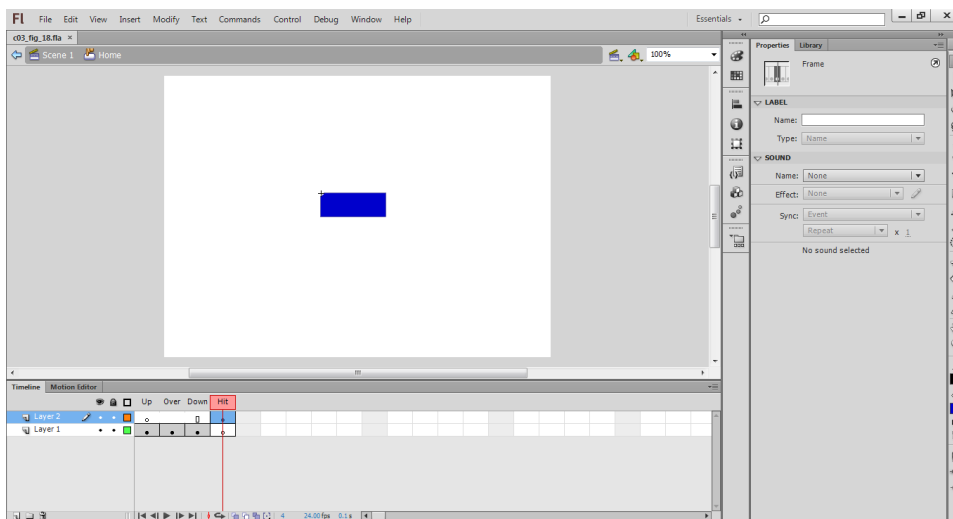 Fl File Edit View Insert Modify Text Commands Control Debug Window Help Essentials
c03_fig_18.fla ×
Scene 1 Home 100%
Properties Library
Frame
LABEL
Name:
Type: Name
SOUND
Name: None
Effect: None
Sync: Event
Repeat x 1
No sound selected
Timeline Motion Editor
Up Over Down Hit
Layer 2
Layer 1
4 24.00 fps 0.1 s